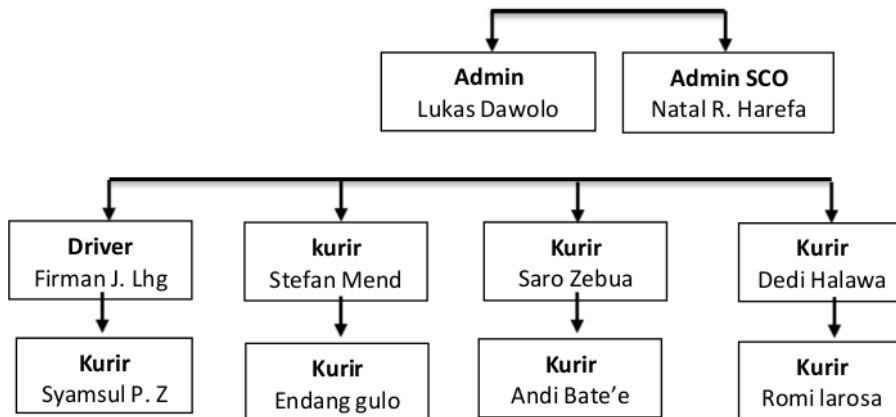 Admin
Lukas Dawolo
Admin SCO
Natal R. Harefa
Driver
Firman J. Lhg
kurir
Stefan Mend
Kurir
Saro Zebua
Kurir
Dedi Halawa
Kurir
Syamsul P. Z
Kurir
Endang gulo
Kurir
Andi Bate’e
Kurir
Romi larosa